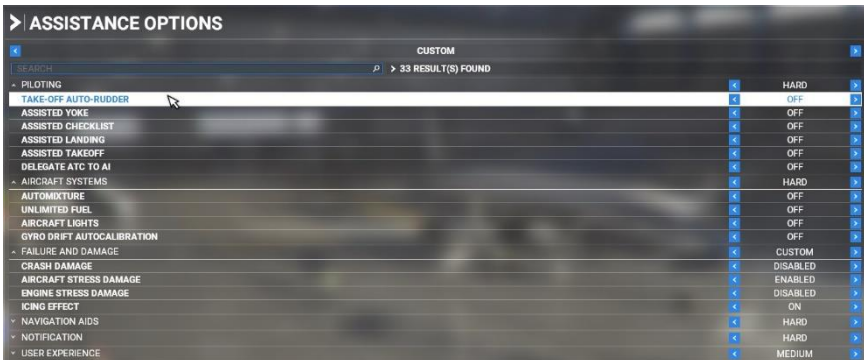 ASSISTANCE OPTIONS
CUSTOM
SEARCH > 33 RESULT(S) FOUND
PILOTING HARD
TAKE-OFF AUTO-RUDDER OFF
ASSISTED YOKE OFF
ASSISTED CHECKLIST OFF
ASSISTED LANDING OFF
ASSISTED TAKEOFF OFF
DELEGATE ATC TO AI OFF
AIRCRAFT SYSTEMS HARD
AUTOMIXTURE OFF
UNLIMITED FUEL OFF
AIRCRAFT LIGHTS OFF
GYRO DRIFT AUTOCALIBRATION OFF
FAILURE AND DAMAGE CUSTOM
CRASH DAMAGE DISABLED
AIRCRAFT STRESS DAMAGE ENABLED
ENGINE STRESS DAMAGE DISABLED
ICING EFFECT ON
NAVIGATION AIDS HARD
NOTIFICATION HARD
USER EXPERIENCE MEDIUM